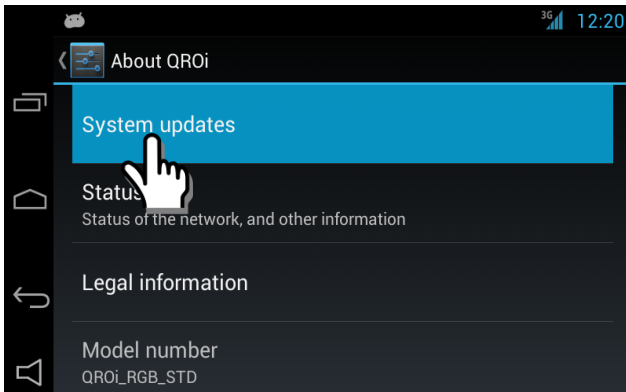 3G 12:20
About QROi
System updates
Status
Status of the network, and other information
Legal information
Model number
QROi_RGB_STD